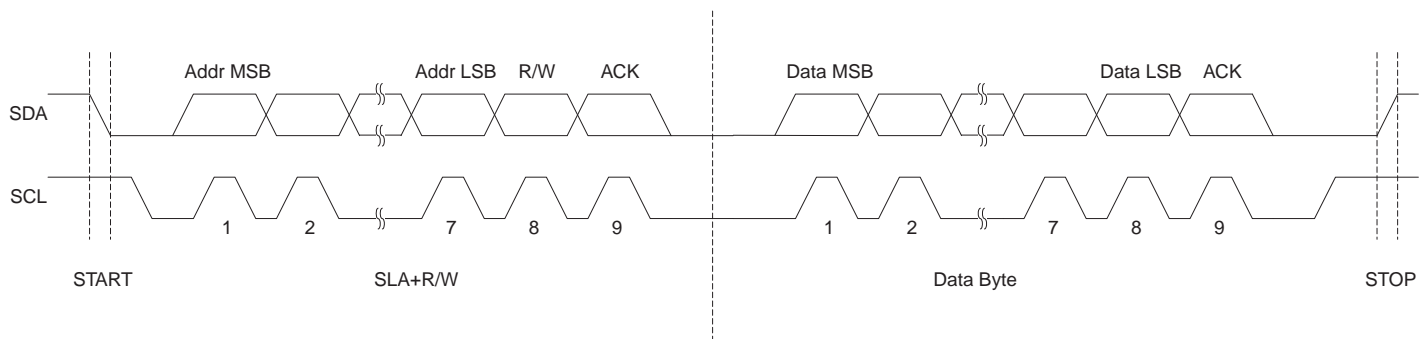 Addr MSB Addr LSB R/W ACK Data MSB Data LSB ACK
SDA
SCL
1 2 7 8 9 1 2 7 8 9
START SLA+R/W Data Byte STOP